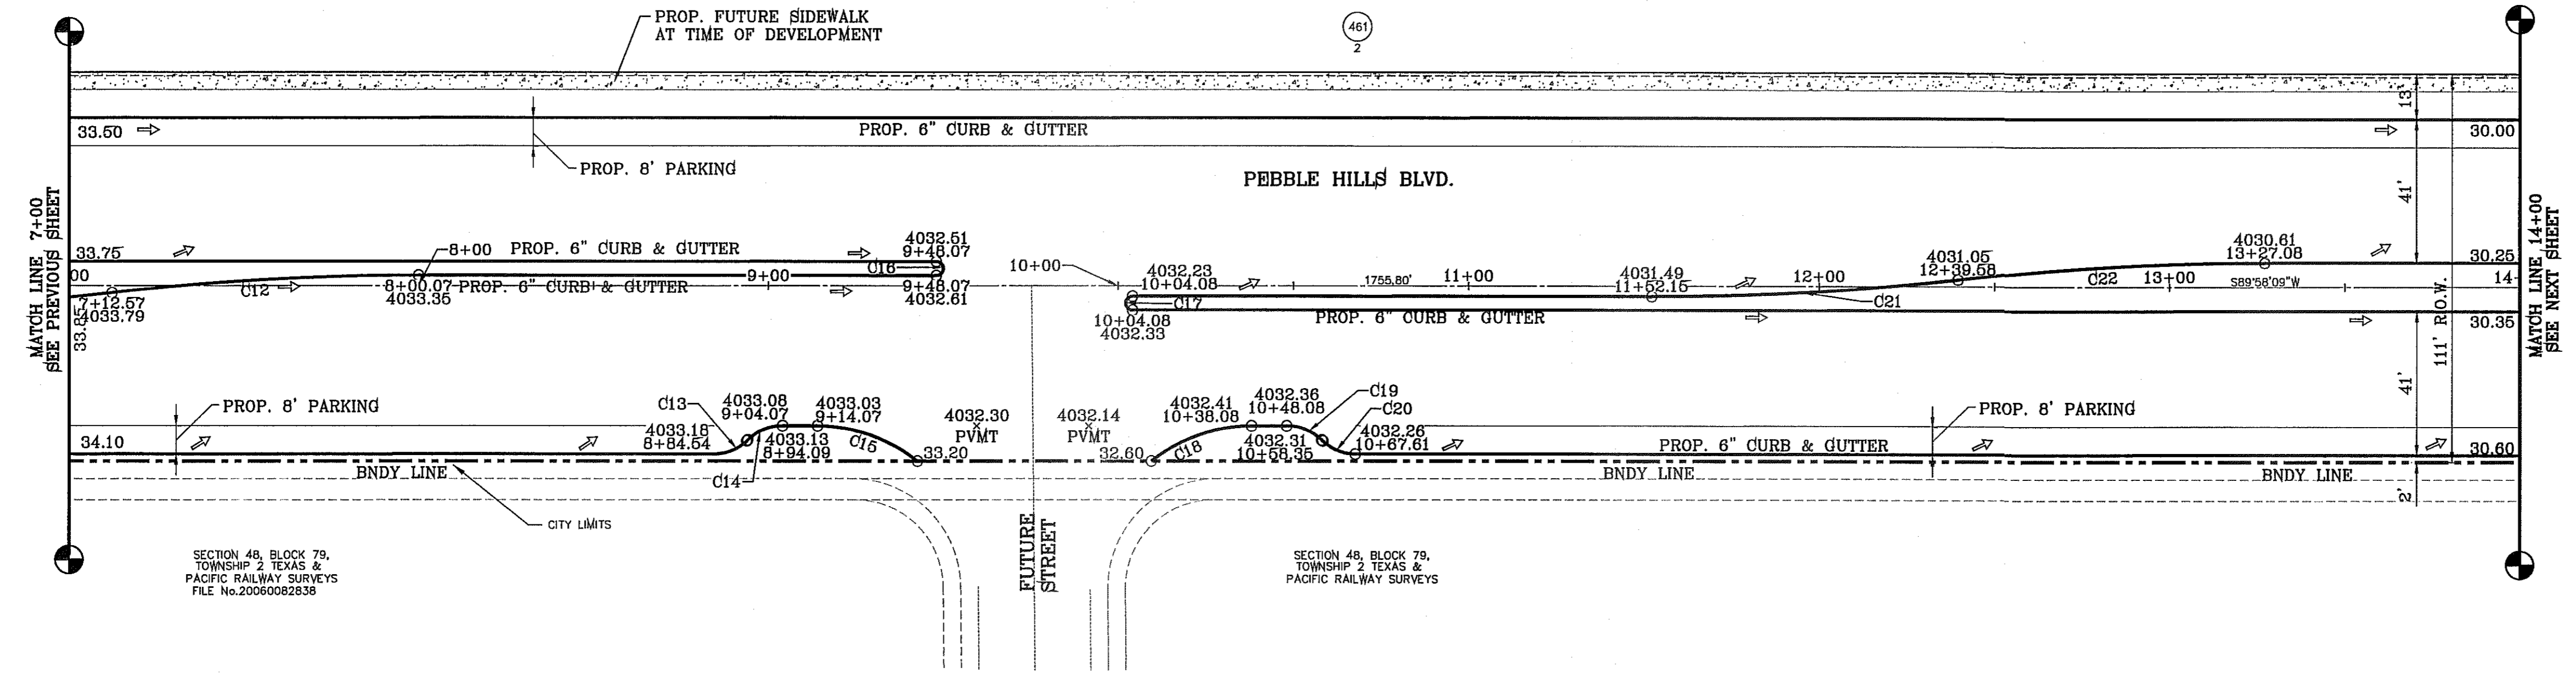 PROP. FUTURE SIDEWALK
AT TIME OF DEVELOPMENT
461
2
33.50
PROP. 6" CURB & GUTTER
30.00
13'
PROP. 8' PARKING
PEBBLE HILLS BLVD.
41'
MATCH LINE 7+00
SEE PREVIOUS SHEET
MATCH LINE 14+00
SEE NEXT SHEET
33.75
8+00
PROP. 6" CURB & GUTTER
4032.51
9+48.07
C16
00
7+12.57
4033.79
33.85
C12
8+00.07
4033.35
PROP. 6" CURB & GUTTER
9+00
9+48.07
4032.61
10+00
4032.23
10+04.08
C17
10+04.08
4032.33
1755.80'
11+00
4031.49
11+52.15
12+00
4031.05
12+39.58
C21
C22
13+00
4030.61
13+27.08
S89°58'09"W
30.25
14
PROP. 6" CURB & GUTTER
30.35
111' R.O.W.
41'
PROP. 8' PARKING
34.10
C13
4033.08
9+04.07
4033.03
9+14.07
4033.18
8+84.54
4033.13
8+94.09
C14
C15
33.20
4032.30
PVMT
4032.14
PVMT
32.60
C18
4032.41
10+38.08
4032.36
10+48.08
C19
C20
4032.31
10+58.35
4032.26
10+67.61
PROP. 6" CURB & GUTTER
PROP. 8' PARKING
30.60
BNDY LINE
BNDY LINE
BNDY LINE
2'
CITY LIMITS
FUTURE
STREET
SECTION 48, BLOCK 79,
TOWNSHIP 2 TEXAS &
PACIFIC RAILWAY SURVEYS
FILE No.20060082838
SECTION 48, BLOCK 79,
TOWNSHIP 2 TEXAS &
PACIFIC RAILWAY SURVEYS